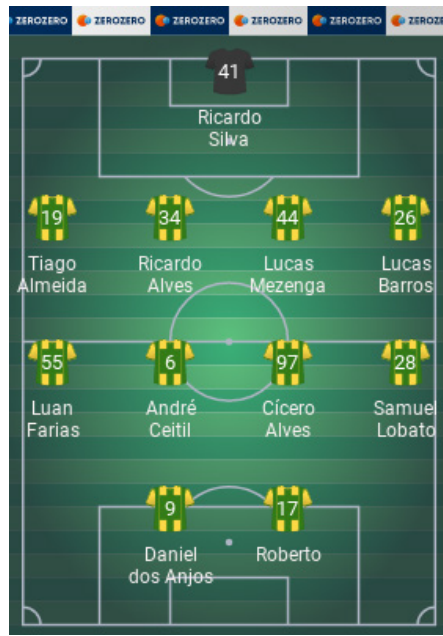 ZEROZERO ZEROZERO ZEROZERO ZEROZERO ZEROZERO ZEROZE
41
Ricardo
Silva
19 34 44 26
Tiago Ricardo Lucas Lucas
Almeida Alves Mezenga Barros
55 6 97 28
Luan André Cícero Samuel
Farias Ceitil Alves Lobato
9 17
Daniel Roberto
dos Anjos